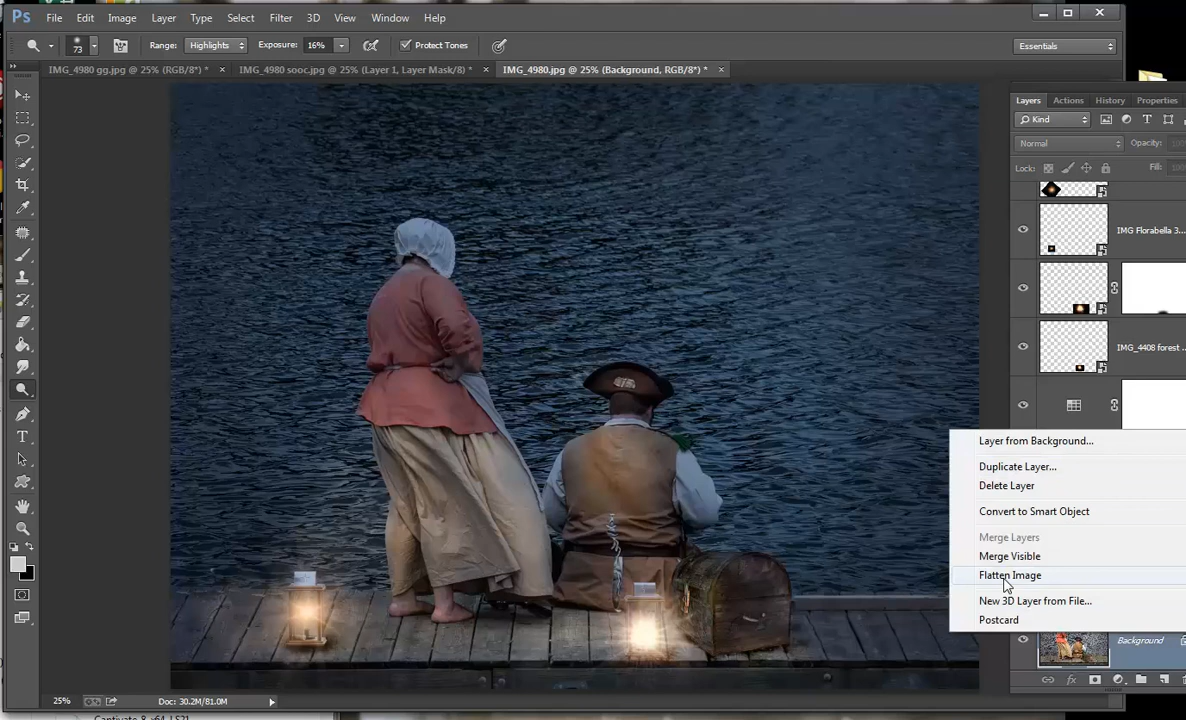 Ps File Edit Image Layer Type Select Filter 3D View Window Help
73 Range: Highlights Exposure: 16% Protect Tones Essentials
IMG_4980 gg.jpg @ 25% (RGB/8*) * × IMG_4980 sooc.jpg @ 25% (Layer 1, Layer Mask/8) * × IMG_4980.jpg @ 25% (Background, RGB/8*) * ×
Layers Actions History Properties
Kind
Normal Opacity:
Lock: Fill:
IMG Florabella 3...
IMG_4408 forest ...
Layer from Background...
Duplicate Layer...
Delete Layer
Convert to Smart Object
Merge Layers
Merge Visible
Flatten Image
New 3D Layer from File...
Postcard
Background
25% Doc: 30.2M/81.0M